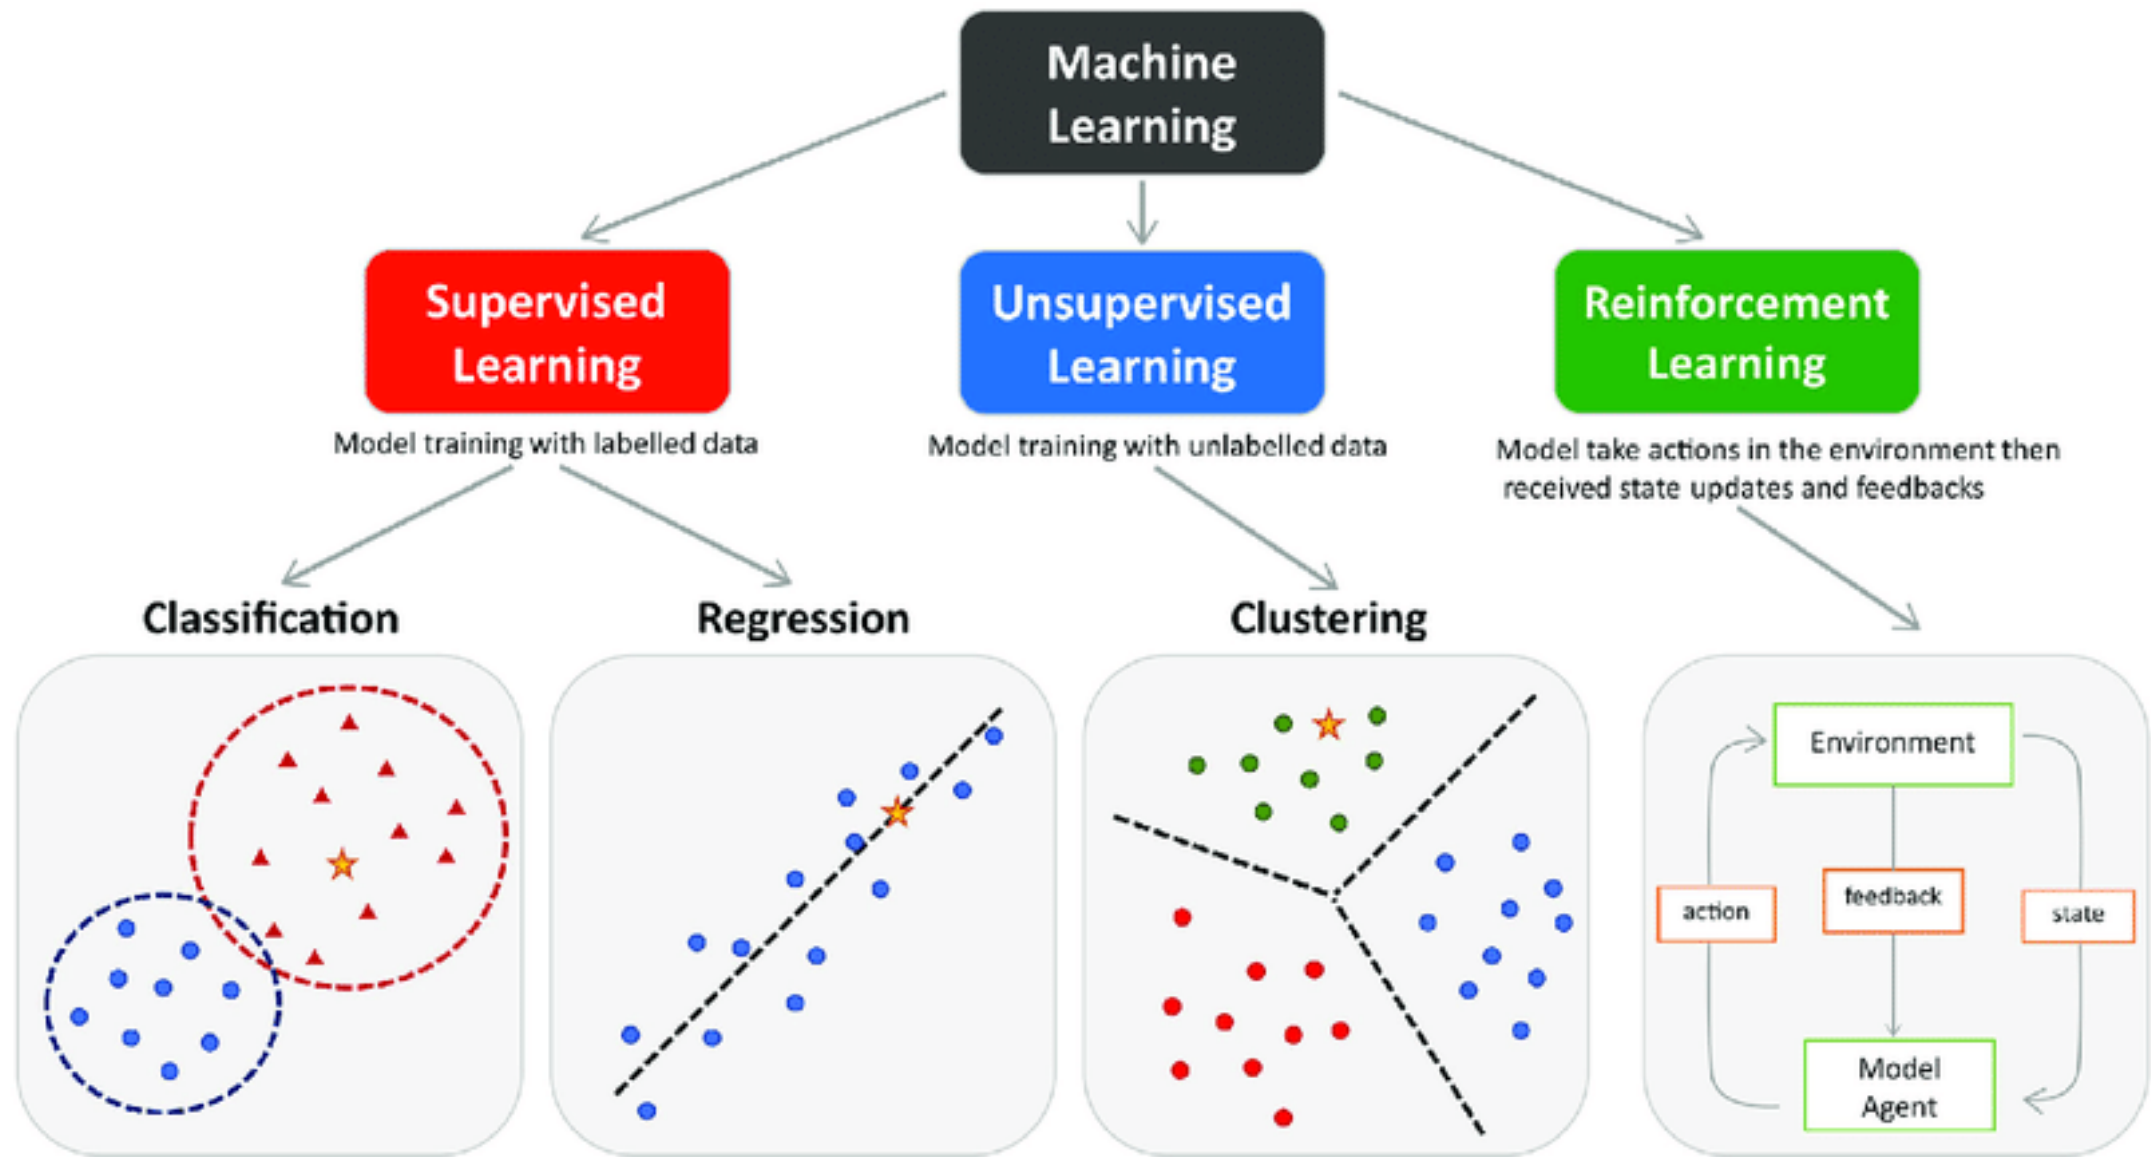 Machine
Learning
Supervised
Learning
Unsupervised
Learning
Reinforcement
Learning
Model training with labelled data
Model training with unlabelled data
Model take actions in the environment then
received state updates and feedbacks
Classification
Regression
Clustering
Environment
action
feedback
state
Model
Agent